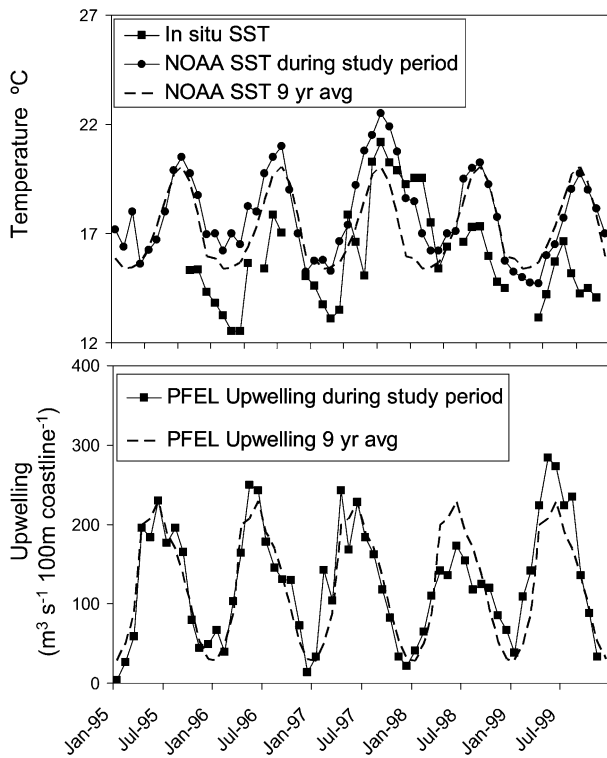 27
In situ SST
NOAA SST during study period
NOAA SST 9 yr avg
22
17
12
Temperature ºC
400
PFEL Upwelling during study period
PFEL Upwelling 9 yr avg
300
200
100
0
Upwelling
(m³ s⁻¹ 100m coastline⁻¹)
Jan-95
Jul-95
Jan-96
Jul-96
Jan-97
Jul-97
Jan-98
Jul-98
Jan-99
Jul-99